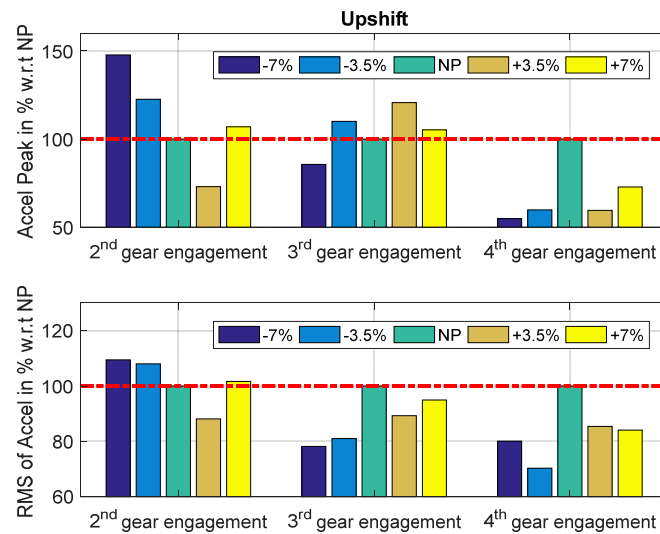 Upshift
Accel Peak in % w.r.t NP
150
100
50
-7% -3.5% NP +3.5% +7%
2nd gear engagement 3rd gear engagement 4th gear engagement
RMS of Accel in % w.r.t NP
120
100
80
60
-7% -3.5% NP +3.5% +7%
2nd gear engagement 3rd gear engagement 4th gear engagement